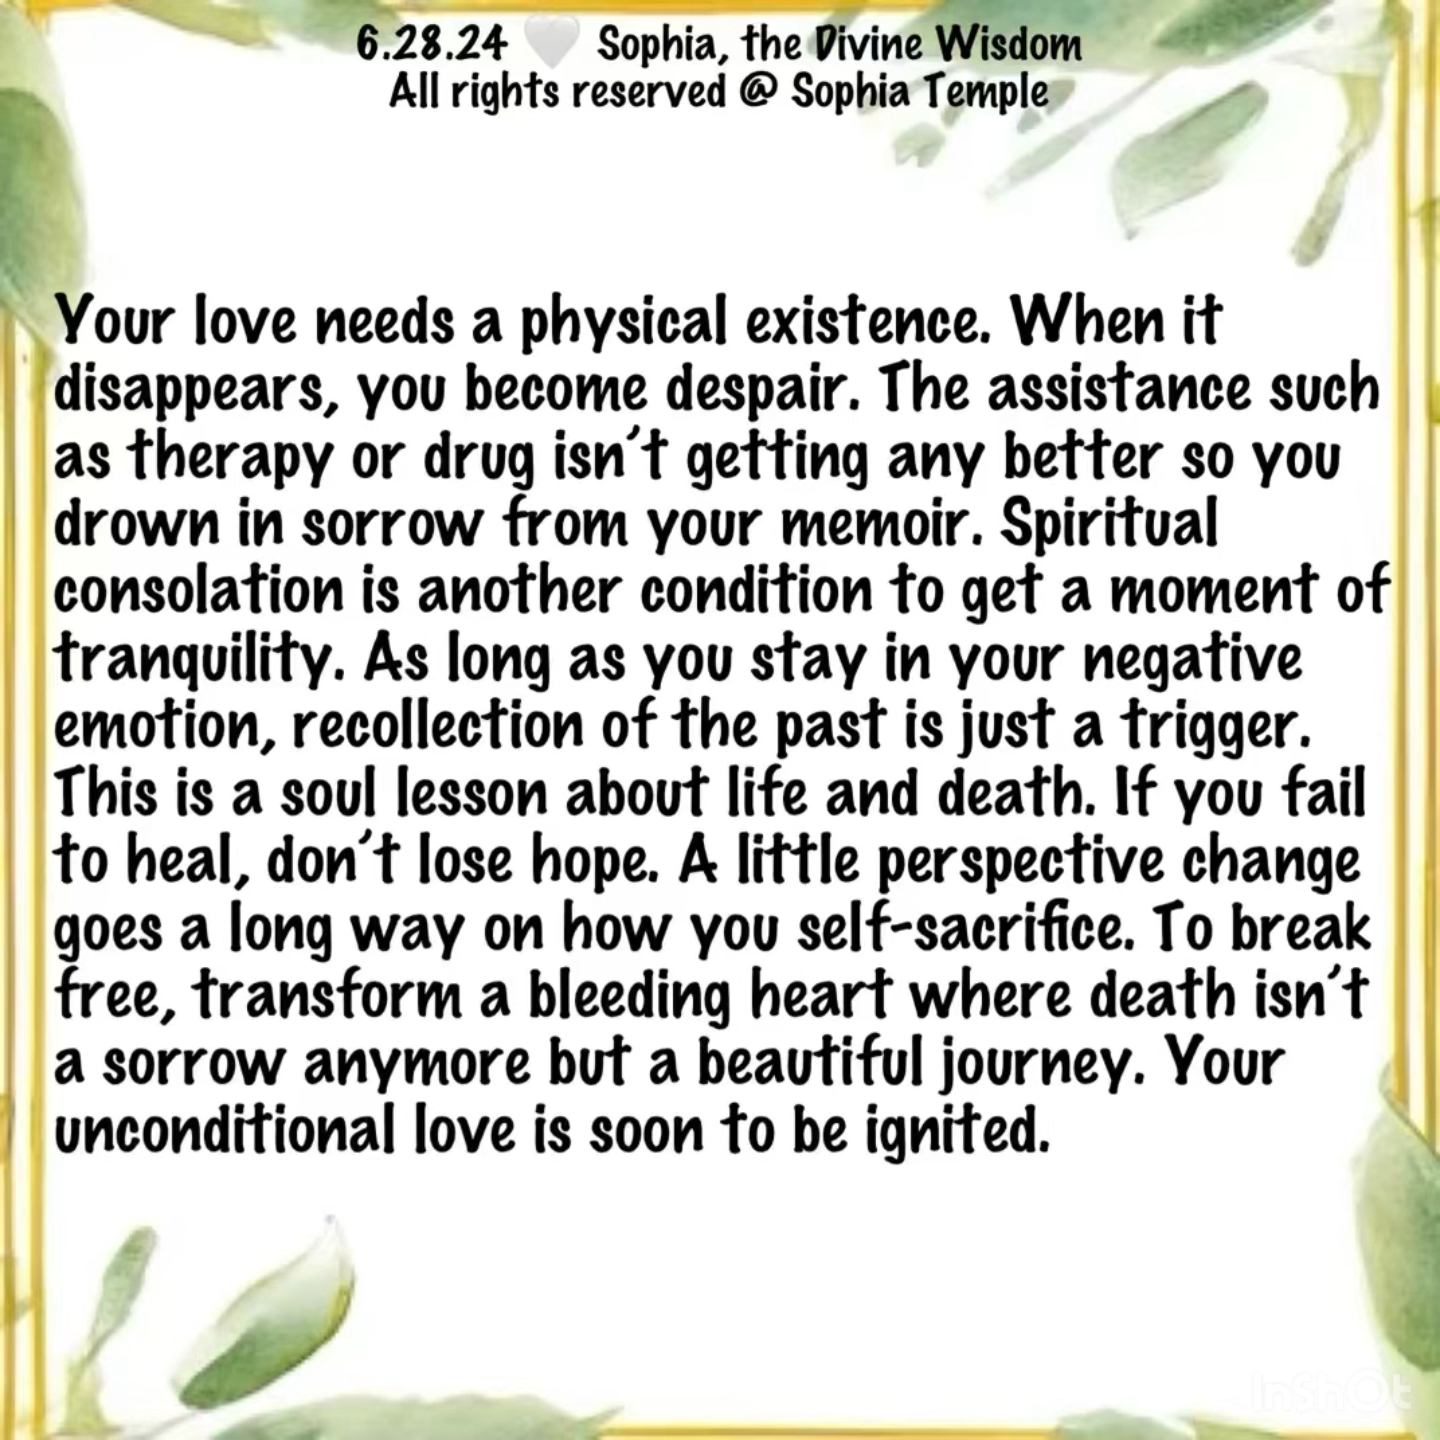 6.28.24 🤍 Sophia, the Divine Wisdom
All rights reserved @ Sophia Temple
Your love needs a physical existence. When it
disappears, you become despair. The assistance such
as therapy or drug isn't getting any better so you
drown in sorrow from your memoir. Spiritual
consolation is another condition to get a moment of
tranquility. As long as you stay in your negative
emotion, recollection of the past is just a trigger.
This is a soul lesson about life and death. If you fail
to heal, don't lose hope. A little perspective change
goes a long way on how you self-sacrifice. To break
free, transform a bleeding heart where death isn't
a sorrow anymore but a beautiful journey. Your
unconditional love is soon to be ignited.
InShOt